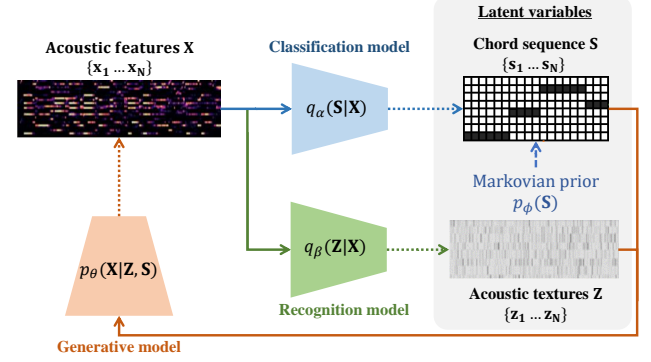 Latent variables
Acoustic features X
{x₁ … x_N}
Classification model
Chord sequence S
{s₁ … s_N}
q_α(S|X)
Markovian prior
p_ϕ(S)
p_θ(X|Z, S)
q_β(Z|X)
Recognition model
Acoustic textures Z
{z₁ … z_N}
Generative model